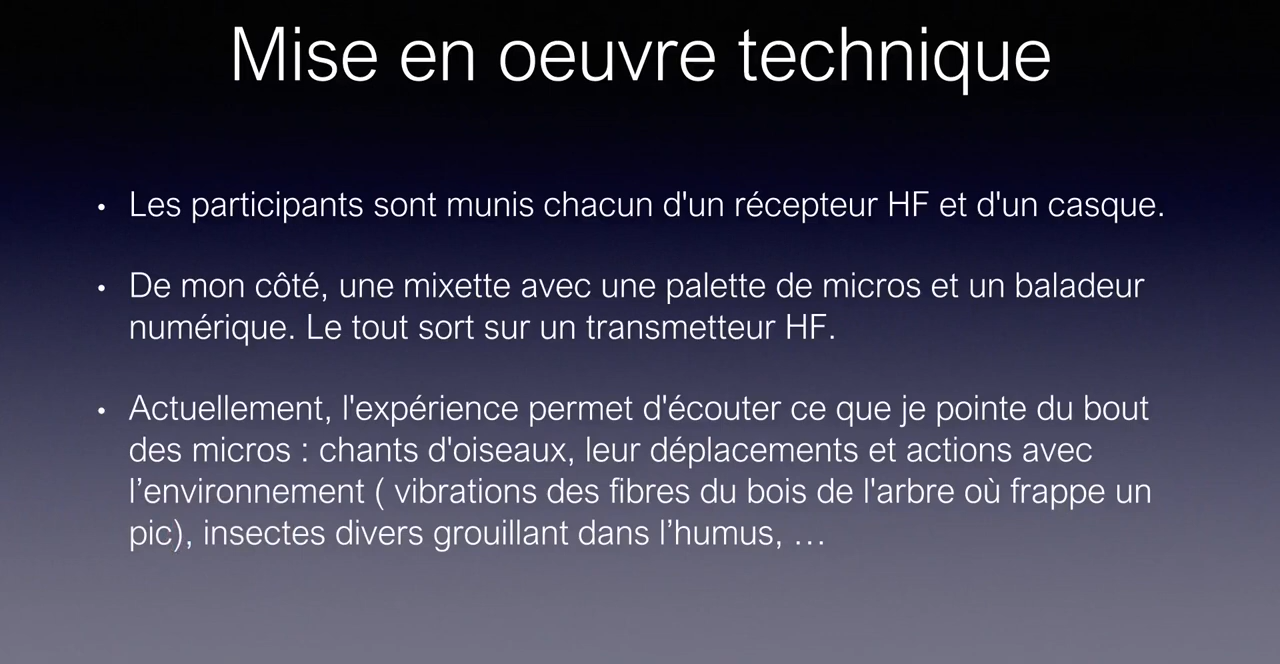 Mise en oeuvre technique
• Les participants sont munis chacun d'un récepteur HF et d'un casque.
• De mon côté, une mixette avec une palette de micros et un baladeur
numérique. Le tout sort sur un transmetteur HF.
• Actuellement, l'expérience permet d'écouter ce que je pointe du bout
des micros : chants d'oiseaux, leur déplacements et actions avec
l’environnement ( vibrations des fibres du bois de l'arbre où frappe un
pic), insectes divers grouillant dans l’humus, …